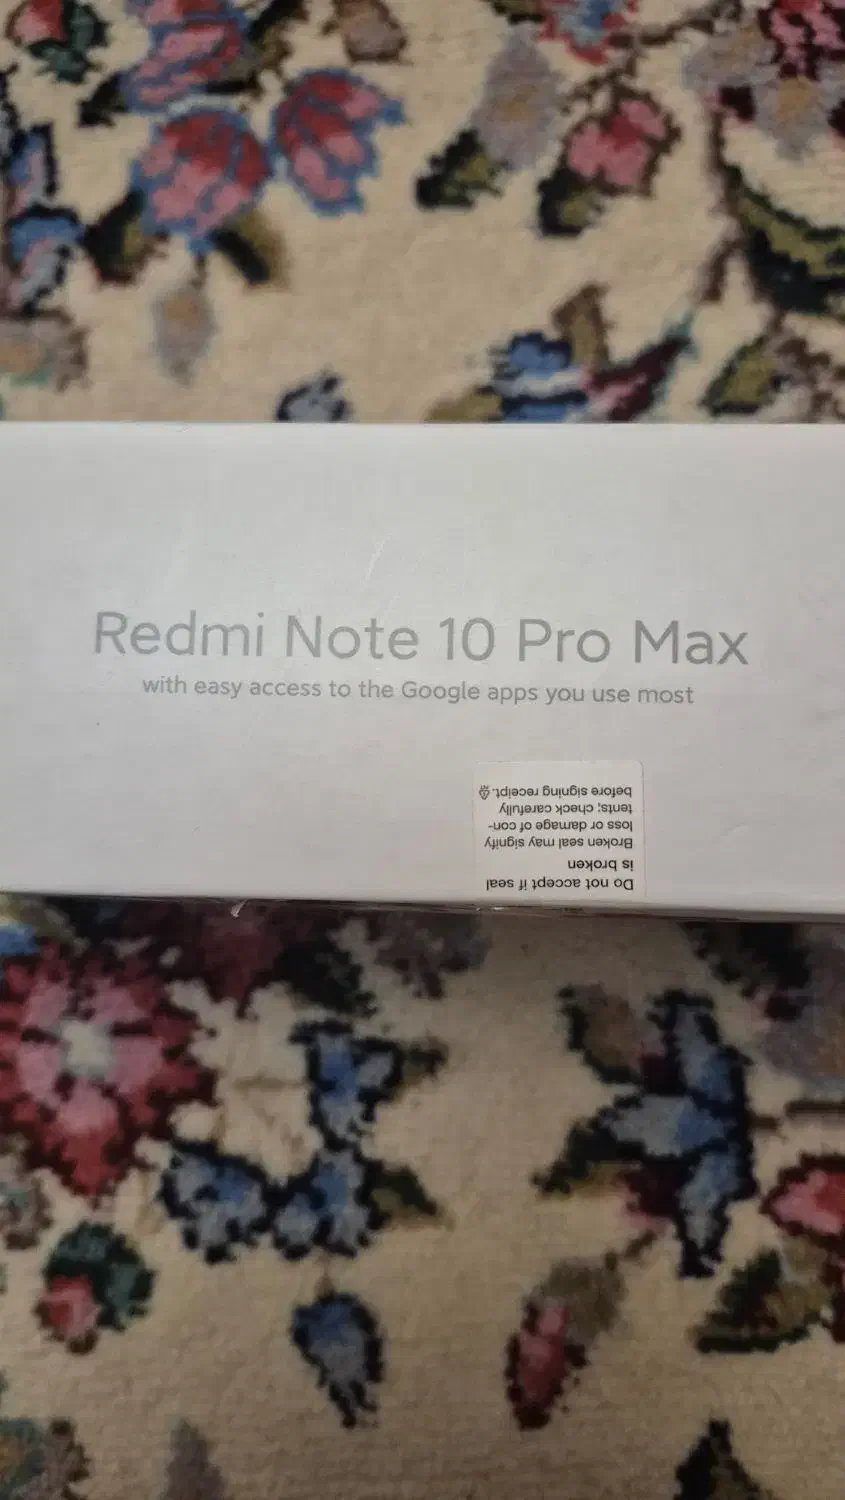 Redmi Note 10 Pro Max
with easy access to the Google apps you use most
Do not accept if seal
is broken
Broken seal may signify
loss or damage of con-
tents; check carefully
before signing receipt.